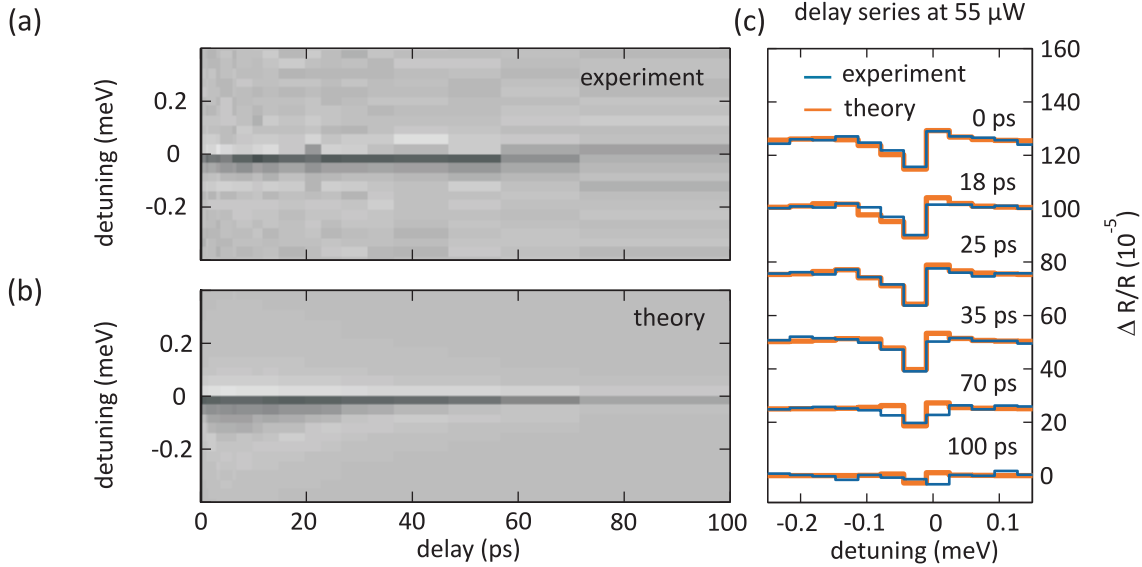 (a)
experiment
detuning (meV)
0.2
0
-0.2
(b)
theory
detuning (meV)
0.2
0
-0.2
0 20 40 60 80 100
delay (ps)
(c)
delay series at 55 μW
experiment
theory
0 ps
18 ps
25 ps
35 ps
70 ps
100 ps
160
140
120
100
80
60
40
20
0
Δ R/R (10⁻⁵)
-0.2 -0.1 0 0.1
detuning (meV)